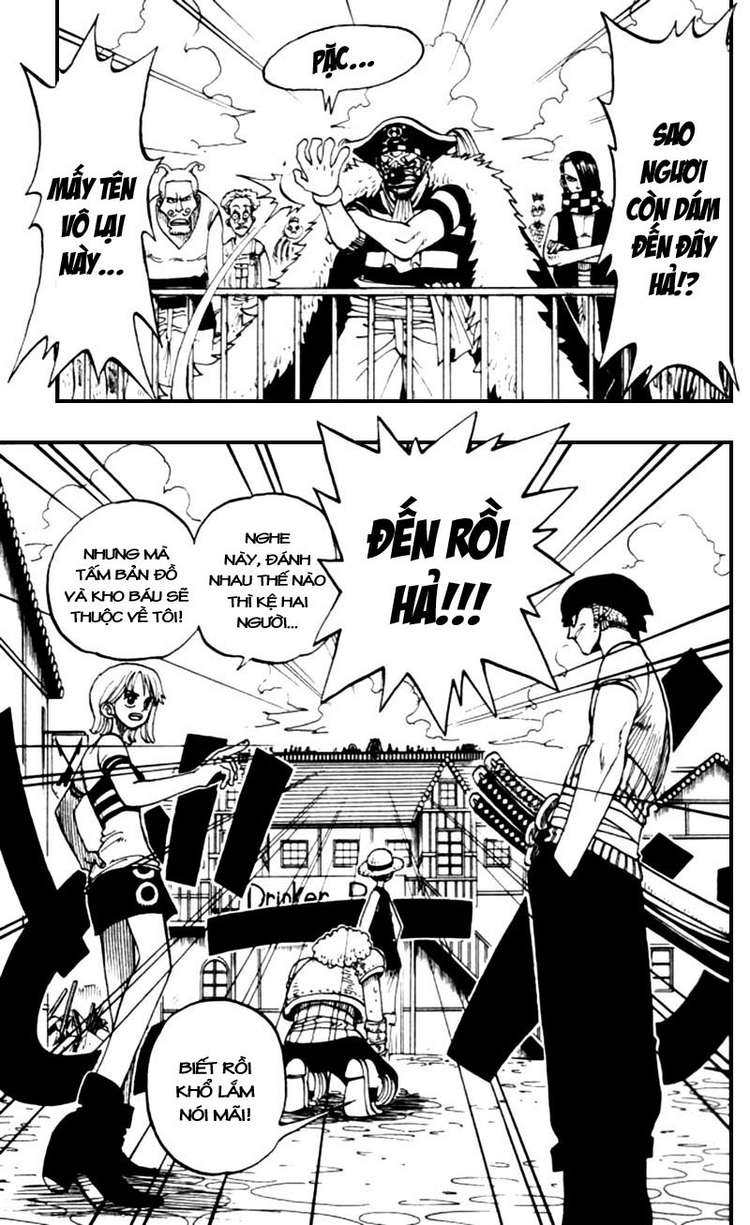 PẶC...
SAO
NGƯƠI
CÒN DÁM
ĐẾN ĐÂY
HẢ!?
MẤY TÊN
VÔ LẠI
NÀY...
ĐẾN RỒI
HẢ!!!
NGHE
NÀY, ĐÁNH
NHAU THẾ NÀO
THÌ KỆ HAI
NGƯỜI...
NHƯNG MÀ
TẤM BẢN ĐỒ
VÀ KHO BÁU SẼ
THUỘC VỀ TÔI!
Drinker
BIẾT RỒI
KHỔ LẮM
NÓI MÃI!